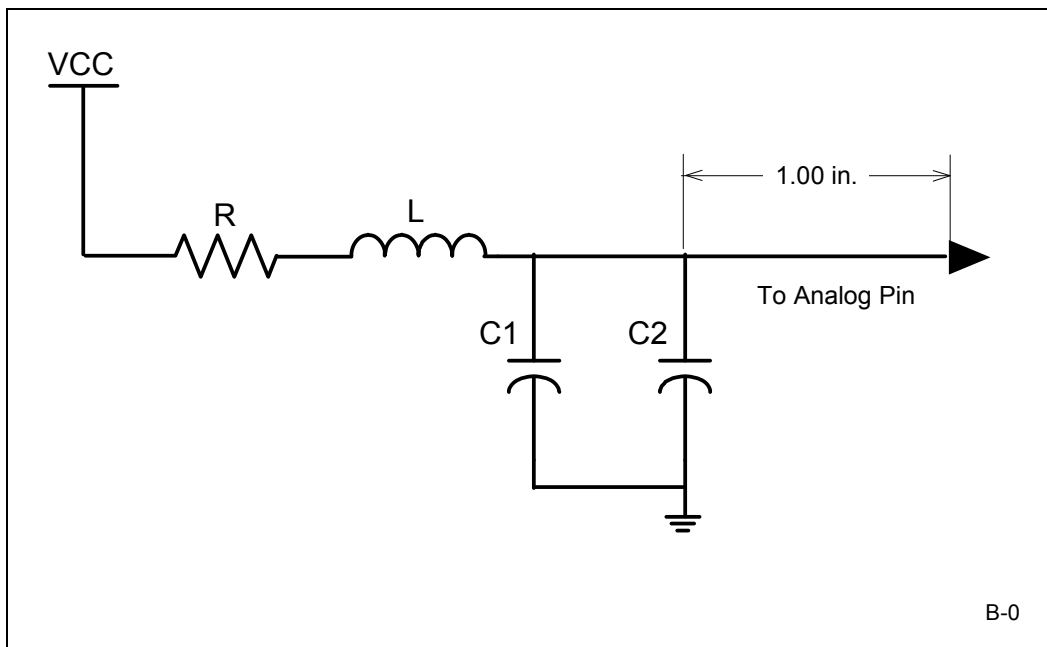 VCC
1.00 in.
R
L
To Analog Pin
C1
C2
B-0